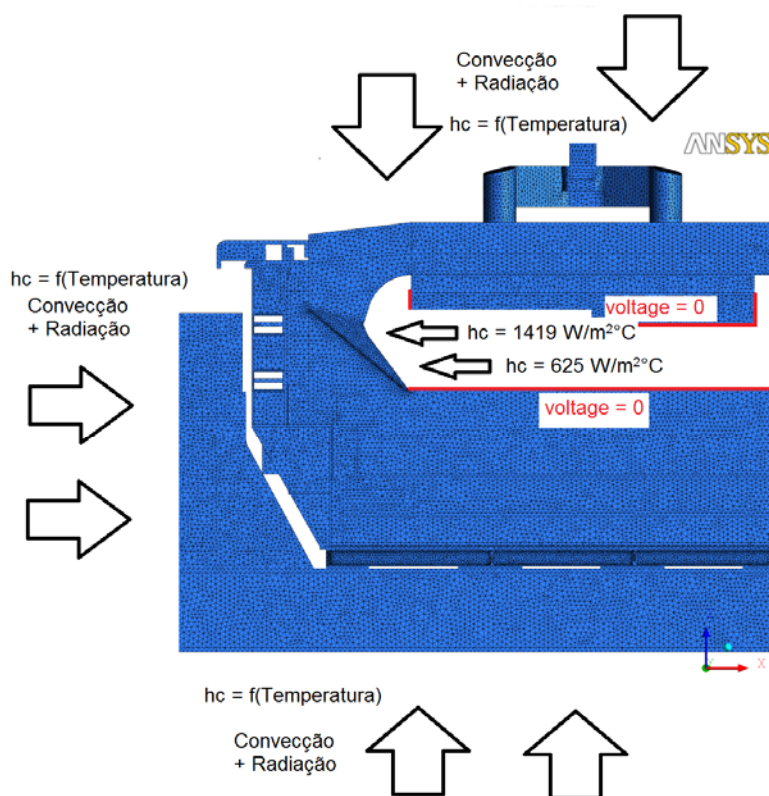 Convecção
+ Radiação
hc = f(Temperatura)
ANSYS
hc = f(Temperatura)
Convecção
+ Radiação
voltage = 0
hc = 1419 W/m²°C
hc = 625 W/m²°C
voltage = 0
X
hc = f(Temperatura)
Convecção
+ Radiação